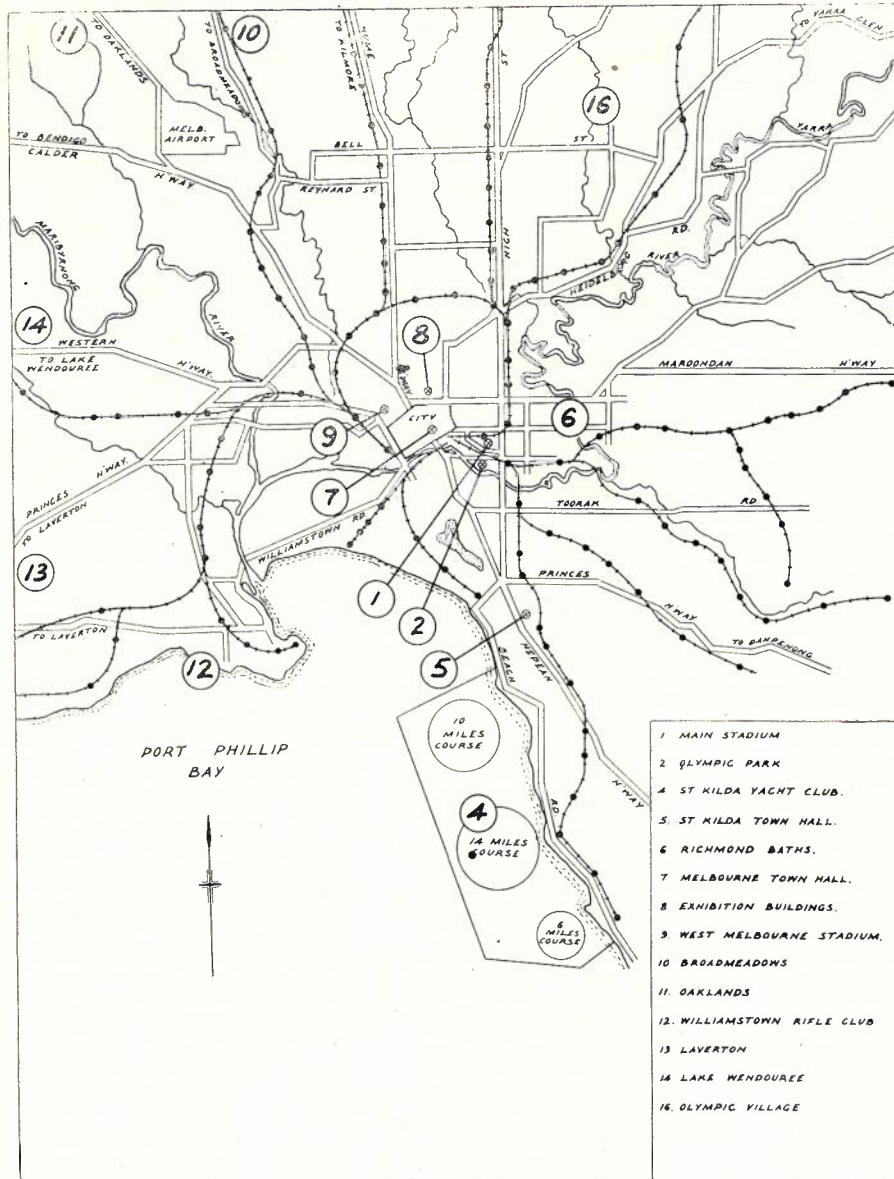 11
TO OAKLANDS
TO BROADMEADOWS
10
HUME
TO KILMORE
ST
16
TO YARRA
GLEN
YARRA
TO BENDIGO
CALDER
H'WAY
MELB.
AIRPORT
BELL
ST
REYNARD ST.
HIGH
RD.
HEIDELBERG
RIVER
MARIBYRNONG
RIVER
14
WESTERN
H'WAY.
TO LAKE
WENDOUREE
8
H'WAY
MAROONDAH
H'WAY
CITY
9
6
7
PRINCES
H'WAY.
TO LAVERTON
WILLIAMSTOWN RD
TOORAK
RD
13
1
2
PRINCES
H'WAY
TO DANDENONG
TO LAVERTON
12
5
BEACH
RD
NEPEAN
H'WAY
PORT PHILLIP
BAY
10
MILES
COURSE
4
14 MILES
COURSE
6
MILES
COURSE
1 MAIN STADIUM
2 OLYMPIC PARK
4 ST KILDA YACHT CLUB.
5. ST KILDA TOWN HALL.
6 RICHMOND BATHS.
7 MELBOURNE TOWN HALL.
8 EXHIBITION BUILDINGS.
9. WEST MELBOURNE STADIUM.
10 BROADMEADOWS
11. OAKLANDS
12. WILLIAMSTOWN RIFLE CLUB
13 LAVERTON
14 LAKE WENDOUREE
16. OLYMPIC VILLAGE